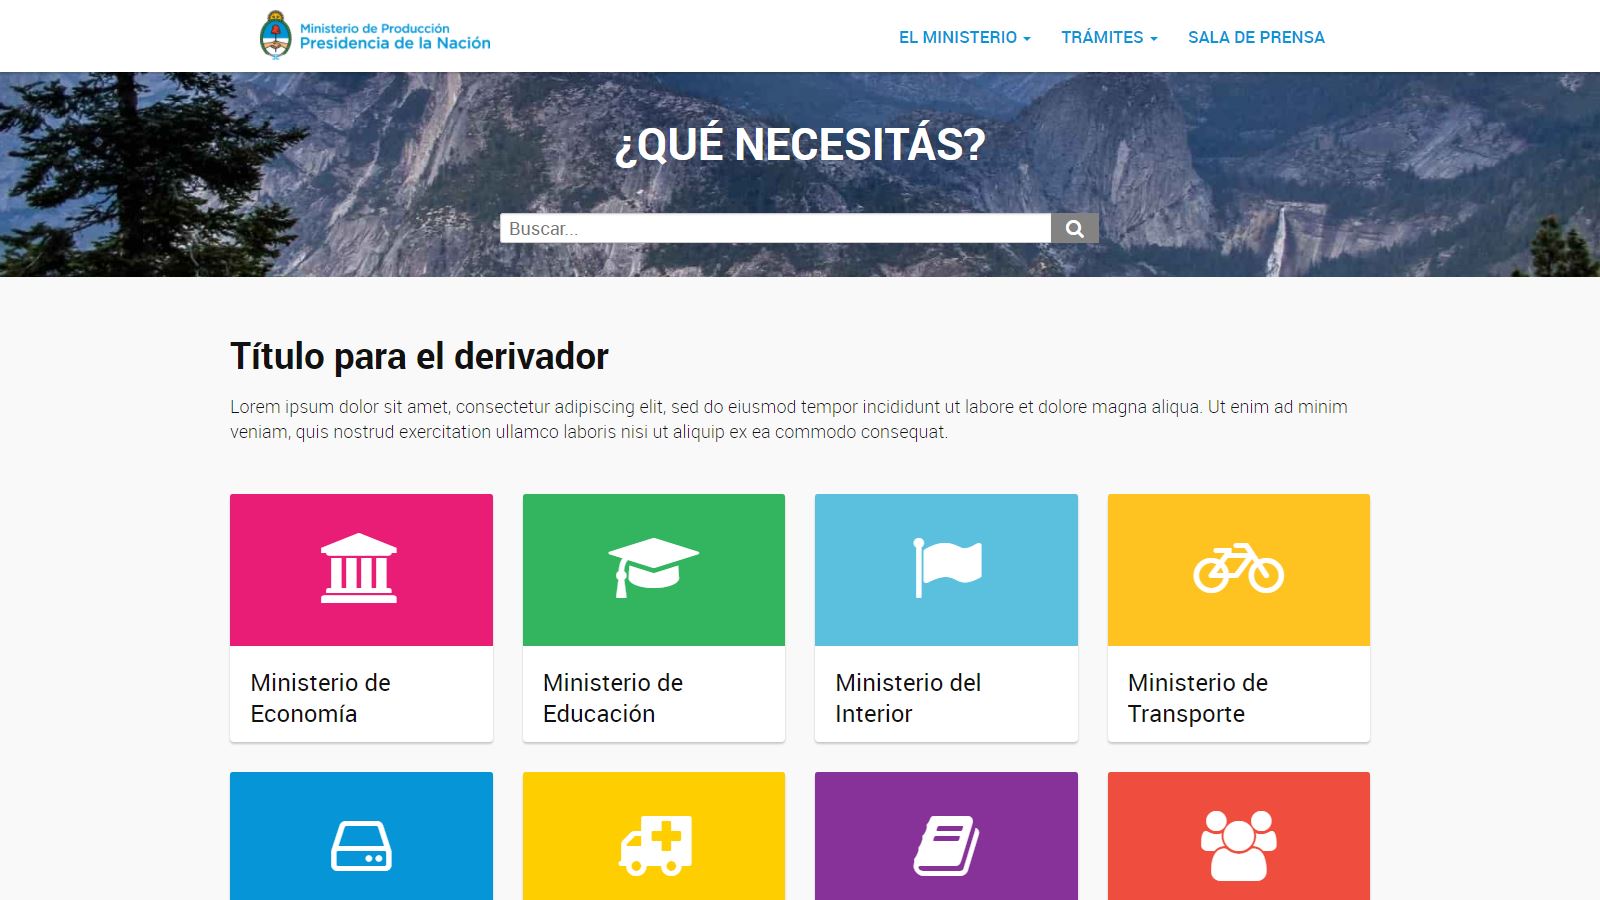 Ministerio de Producción
Presidencia de la Nación
EL MINISTERIO
TRÁMITES
SALA DE PRENSA
¿QUÉ NECESITÁS?
Buscar...
Título para el derivador
Lorem ipsum dolor sit amet, consectetur adipiscing elit, sed do eiusmod tempor incididunt ut labore et dolore magna aliqua. Ut enim ad minim
veniam, quis nostrud exercitation ullamco laboris nisi ut aliquip ex ea commodo consequat.
Ministerio de
Economía
Ministerio de
Educación
Ministerio del
Interior
Ministerio de
Transporte